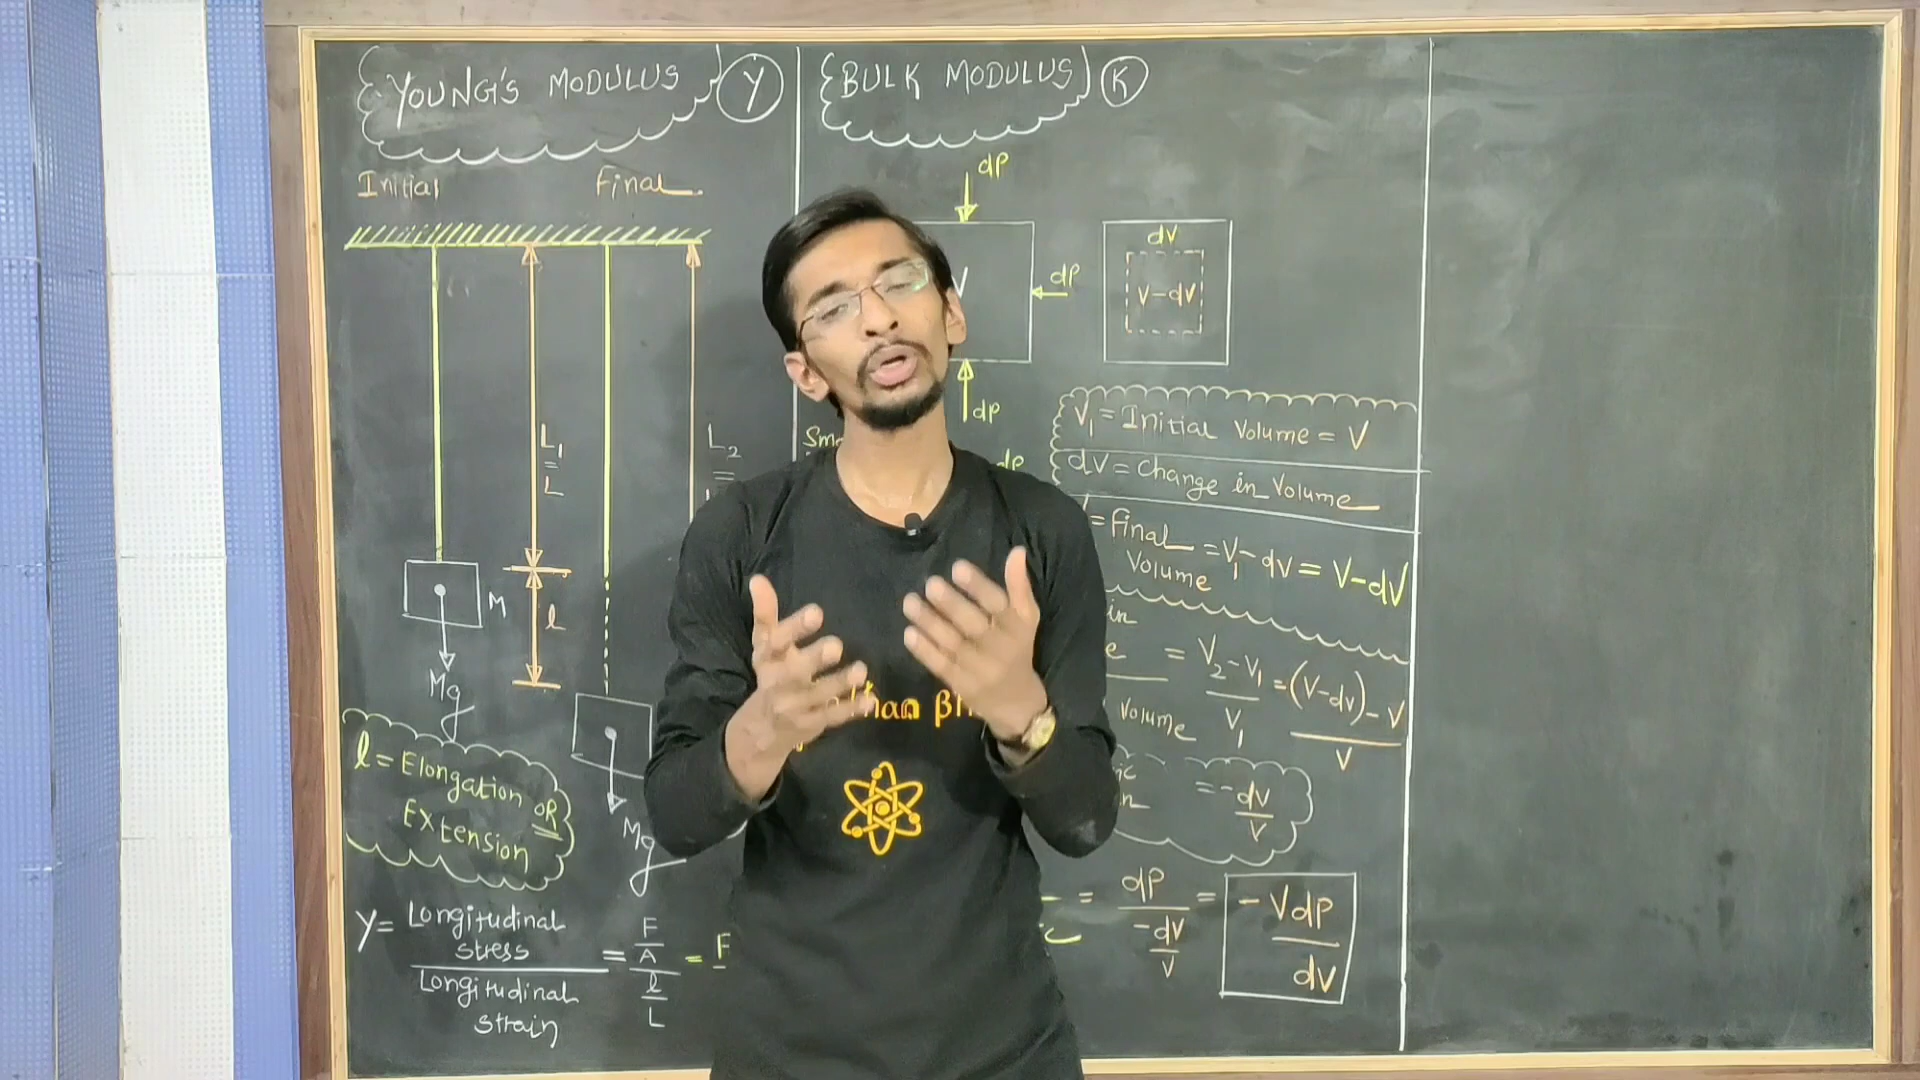 YOUNG'S MODULUS Y
Initial Final
L₁
=
L
L₂
=
M
l
Mg
Mg
l = Elongation OR
Extension
Y = Longitudinal stress / Longitudinal strain = F/A / l/L = F
BULK MODULUS K
dP
V
dP
dP
dP
dV
V-dV
V₁ = Initial Volume = V
dV = Change in Volume
= Final Volume = V₁ - dV = V-dV
in
Volume = V₂-V₁ / V₁ = (V-dV)-V / V
= -dV/V
= dP / -dV/V = -VdP/dV